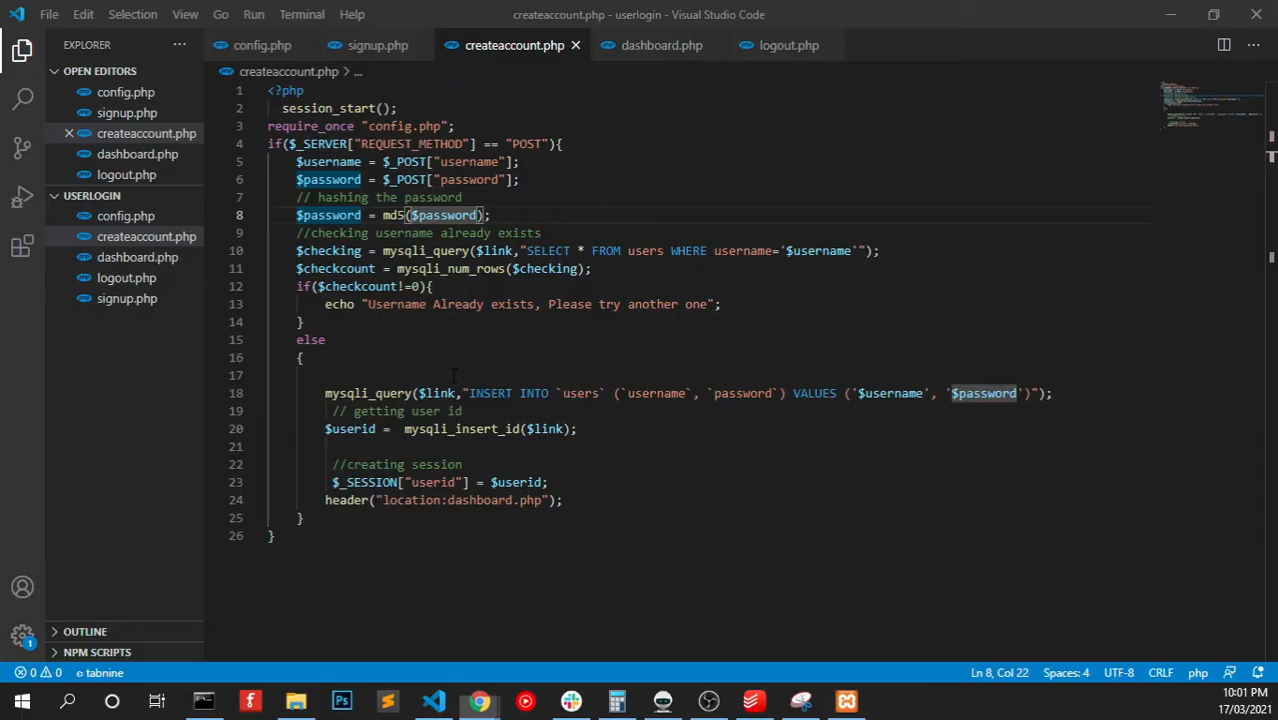 File Edit Selection View Go Run Terminal Help createaccount.php - userlogin - Visual Studio Code
EXPLORER ··· config.php signup.php createaccount.php × dashboard.php logout.php ···
OPEN EDITORS
config.php
signup.php
× createaccount.php
dashboard.php
logout.php
USERLOGIN
config.php
createaccount.php
dashboard.php
logout.php
signup.php
OUTLINE
NPM SCRIPTS
createaccount.php > ...
1 <?php
2 session_start();
3 require_once "config.php";
4 if($_SERVER["REQUEST_METHOD"] == "POST"){
5 $username = $_POST["username"];
6 $password = $_POST["password"];
7 // hashing the password
8 $password = md5($password);
9 //checking username already exists
10 $checking = mysqli_query($link,"SELECT * FROM users WHERE username='$username'");
11 $checkcount = mysqli_num_rows($checking);
12 if($checkcount!=0){
13 echo "Username Already exists, Please try another one";
14 }
15 else
16 {
17
18 mysqli_query($link,"INSERT INTO `users` (`username`, `password`) VALUES ('$username', '$password')");
19 // getting user id
20 $userid = mysqli_insert_id($link);
21
22 //creating session
23 $_SESSION["userid"] = $userid;
24 header("location:dashboard.php");
25 }
26 }
1
0 0 tabnine Ln 8, Col 22 Spaces: 4 UTF-8 CRLF php
Ps
10:01 PM
17/03/2021